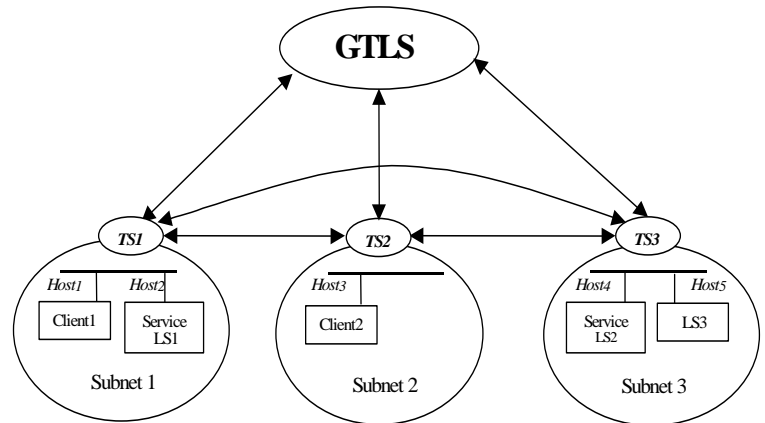 GTLS
TS1
TS2
TS3
Host1
Host2
Host3
Host4
Host5
Client1
Service
LS1
Client2
Service
LS2
LS3
Subnet 1
Subnet 2
Subnet 3